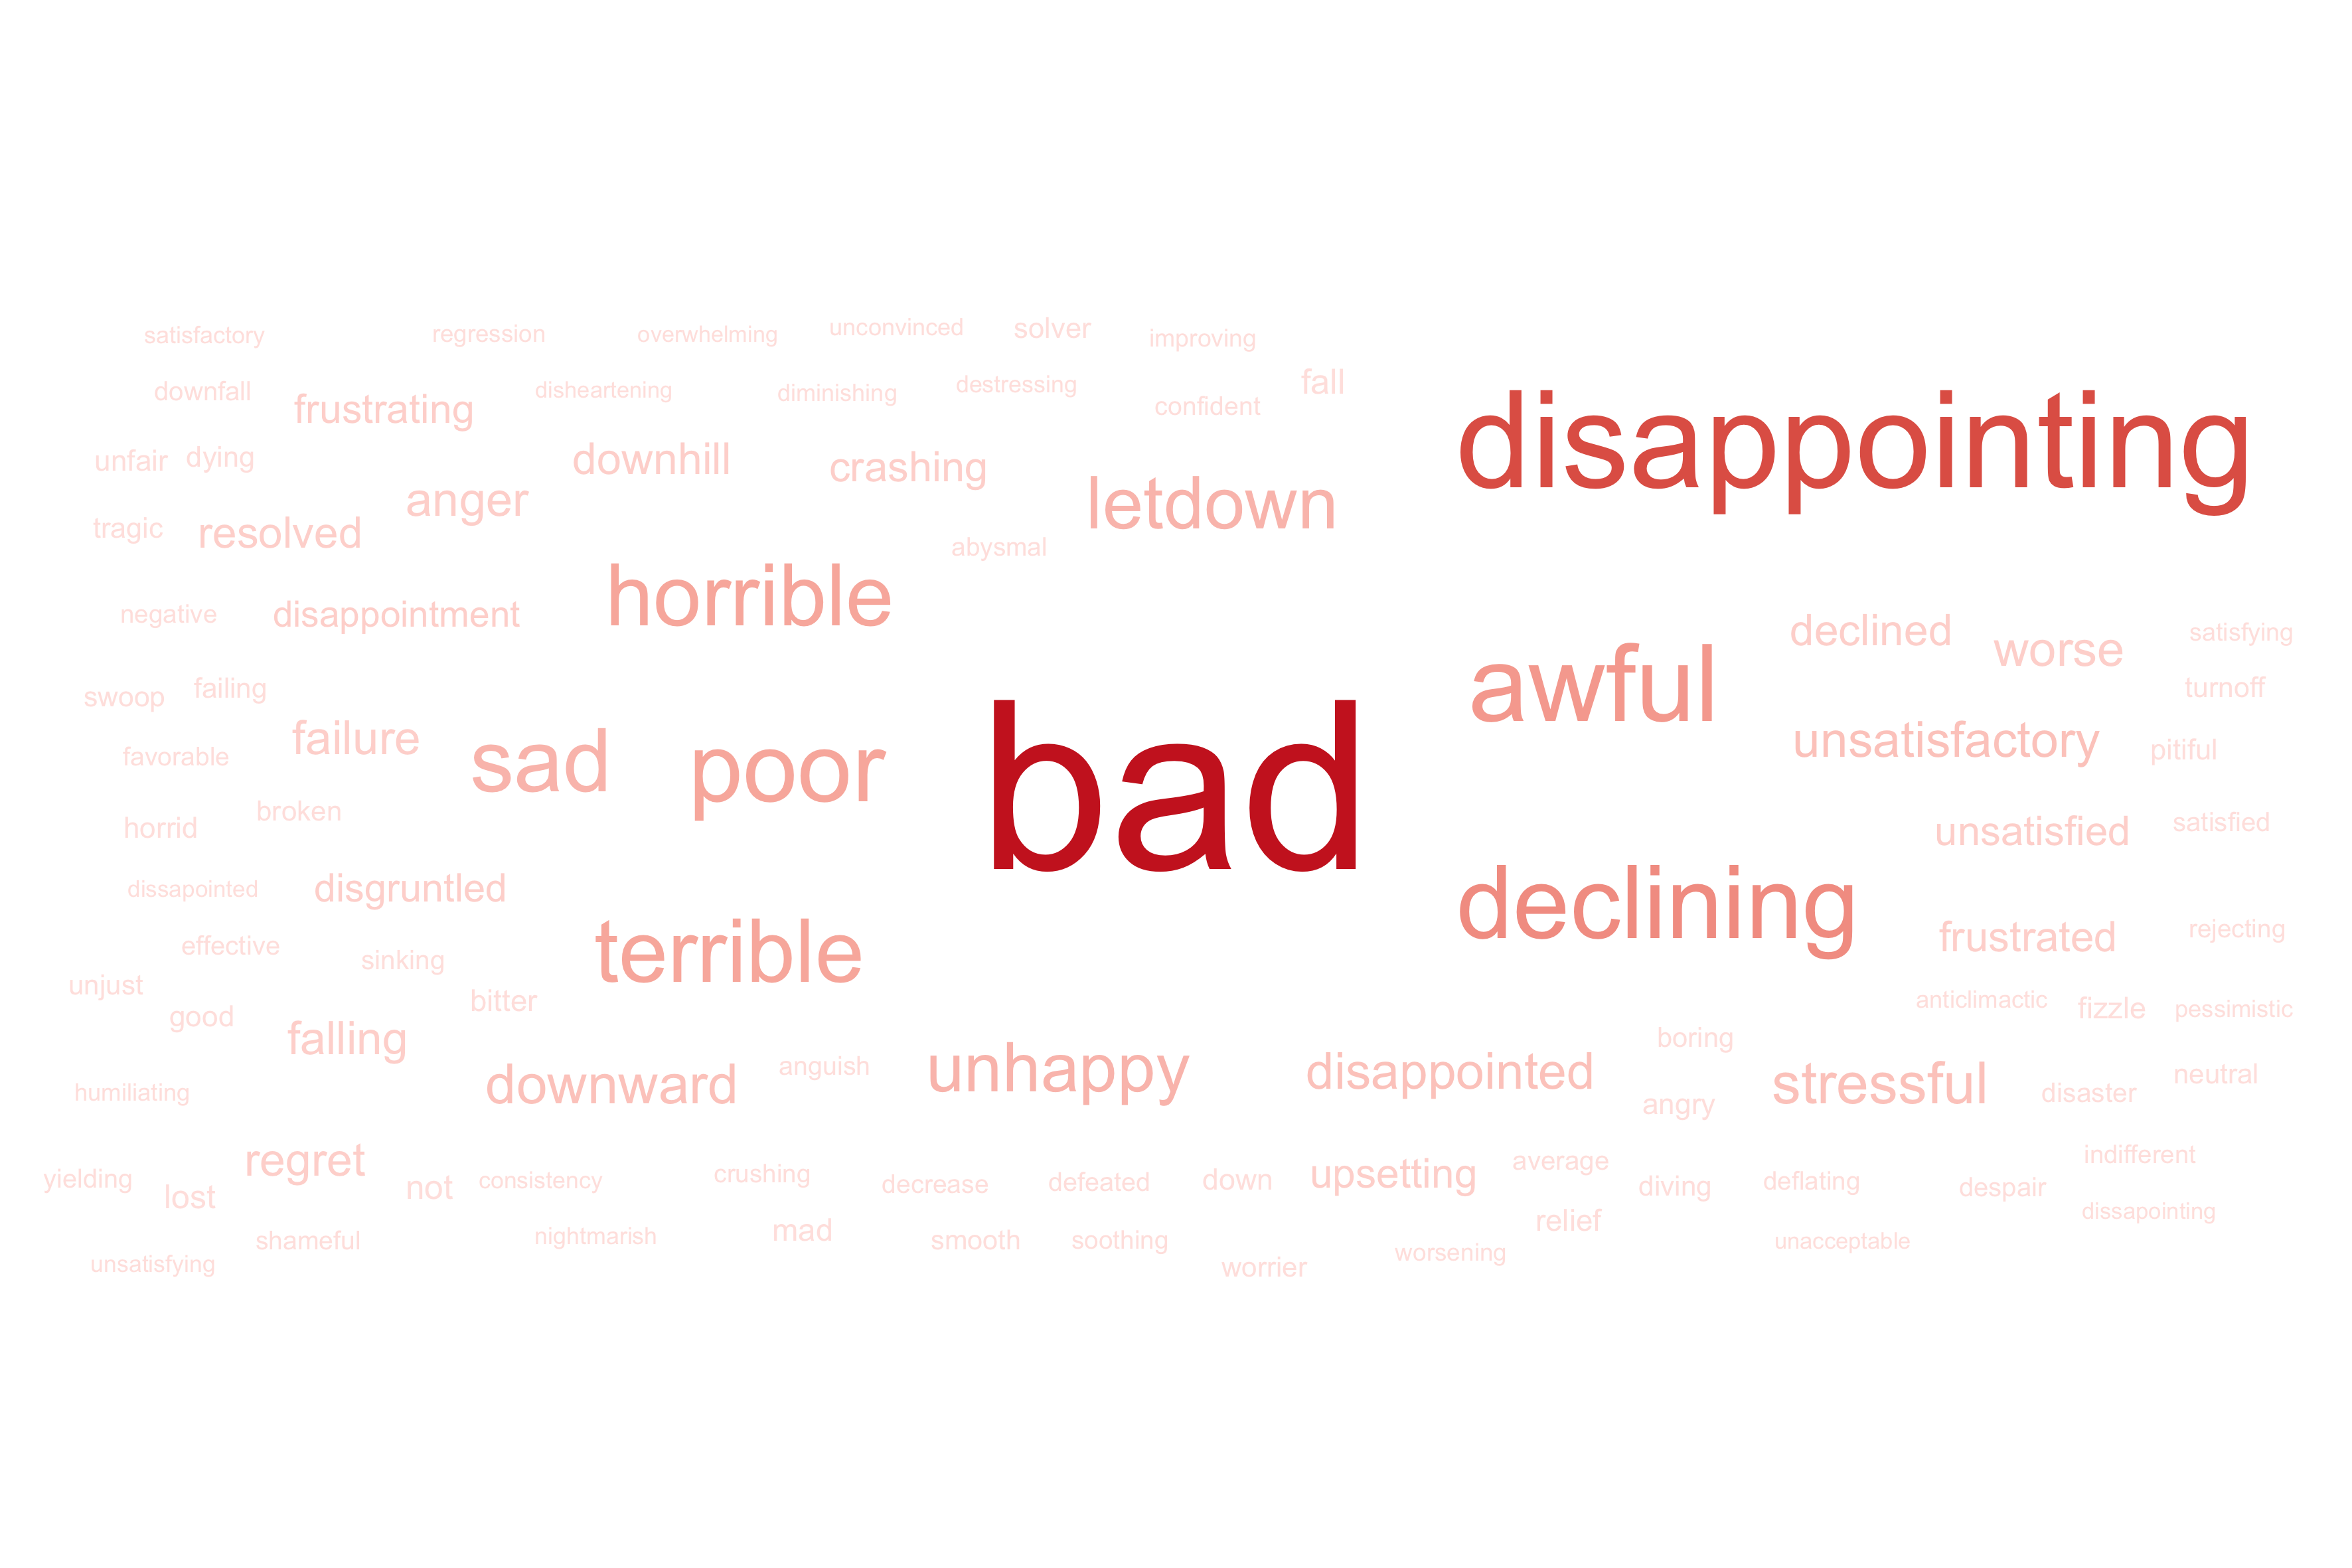 satisfactory
regression
overwhelming
unconvinced
solver
improving
downfall
frustrating
disheartening
diminishing
destressing
confident
fall
disappointing
unfair
dying
downhill
crashing
letdown
anger
tragic
resolved
abysmal
horrible
negative
disappointment
declined
worse
satisfying
awful
swoop
failing
turnoff
failure
sad
poor
bad
unsatisfactory
pitiful
favorable
broken
horrid
unsatisfied
satisfied
dissapointed
disgruntled
declining
terrible
effective
sinking
frustrated
rejecting
unjust
good
bitter
anticlimactic
fizzle
pessimistic
falling
boring
humiliating
downward
anguish
unhappy
disappointed
angry
stressful
disaster
neutral
regret
yielding
lost
not
consistency
crushing
decrease
defeated
down
upsetting
average
diving
deflating
despair
indifferent
dissapointing
unsatisfying
shameful
nightmarish
mad
smooth
soothing
worrier
worsening
relief
unacceptable